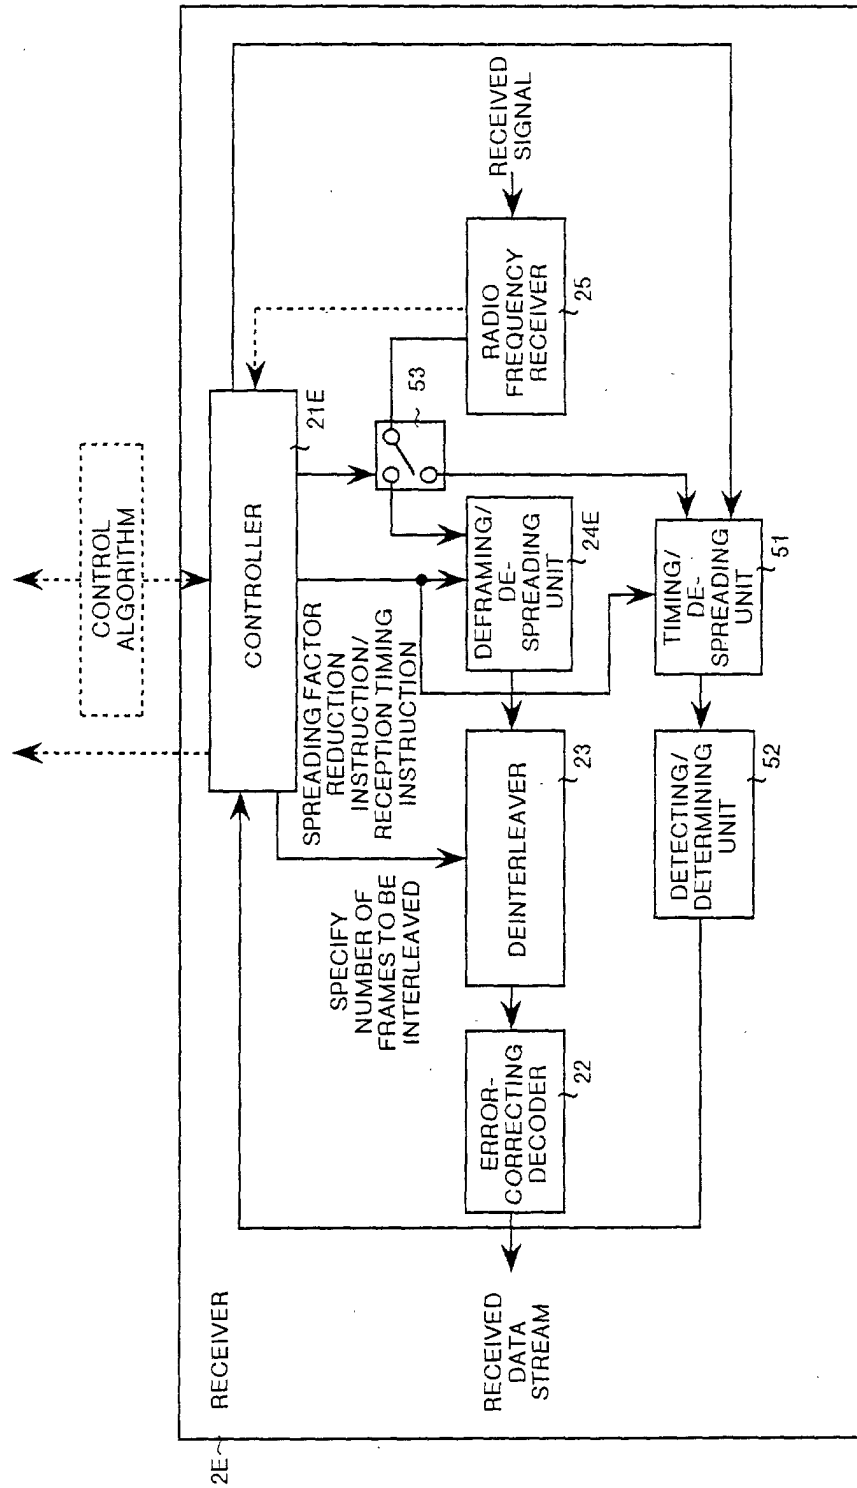 CONTROL
ALGORITHM
2E
RECEIVER
CONTROLLER
21E
SPREADING FACTOR
REDUCTION
INSTRUCTION/
RECEPTION TIMING
INSTRUCTION
SPECIFY
NUMBER OF
FRAMES TO BE
INTERLEAVED
53
RECEIVED
DATA
STREAM
ERROR-
CORRECTING
DECODER
22
DEINTERLEAVER
23
DEFRAMING/
DE-
SPREADING
UNIT
24E
RADIO
FREQUENCY
RECEIVER
25
RECEIVED
SIGNAL
DETECTING/
DETERMINING
UNIT
52
TIMING/
DE-
SPREADING
UNIT
51